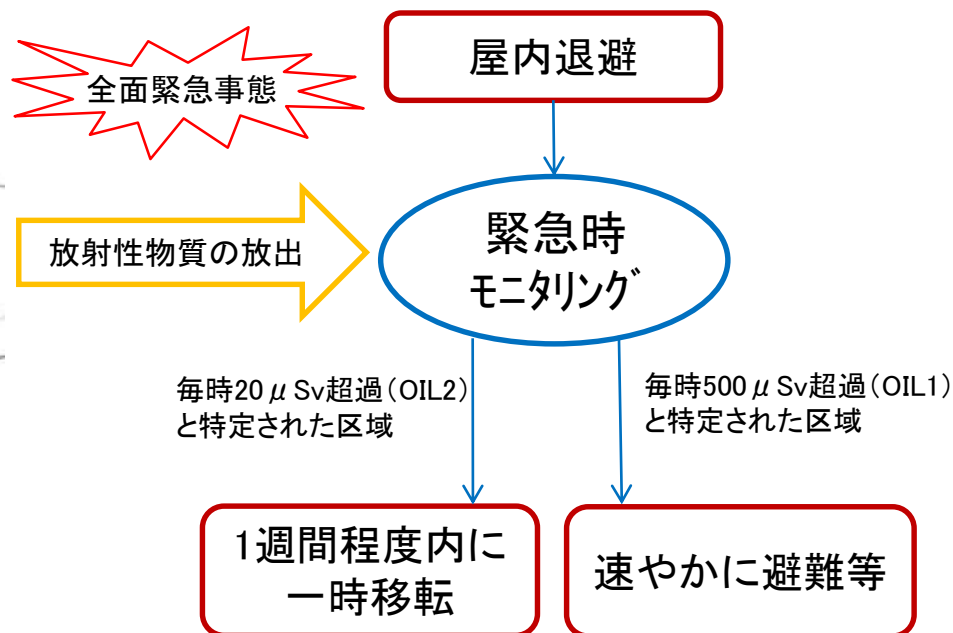 屋内退避
全面緊急事態
放射性物質の放出
緊急時
ﾓﾆﾀﾘﾝｸﾞ
毎時20μSv超過(OIL2)
と特定された区域
毎時500μSv超過(OIL1)
と特定された区域
1週間程度内に
一時移転
速やかに避難等